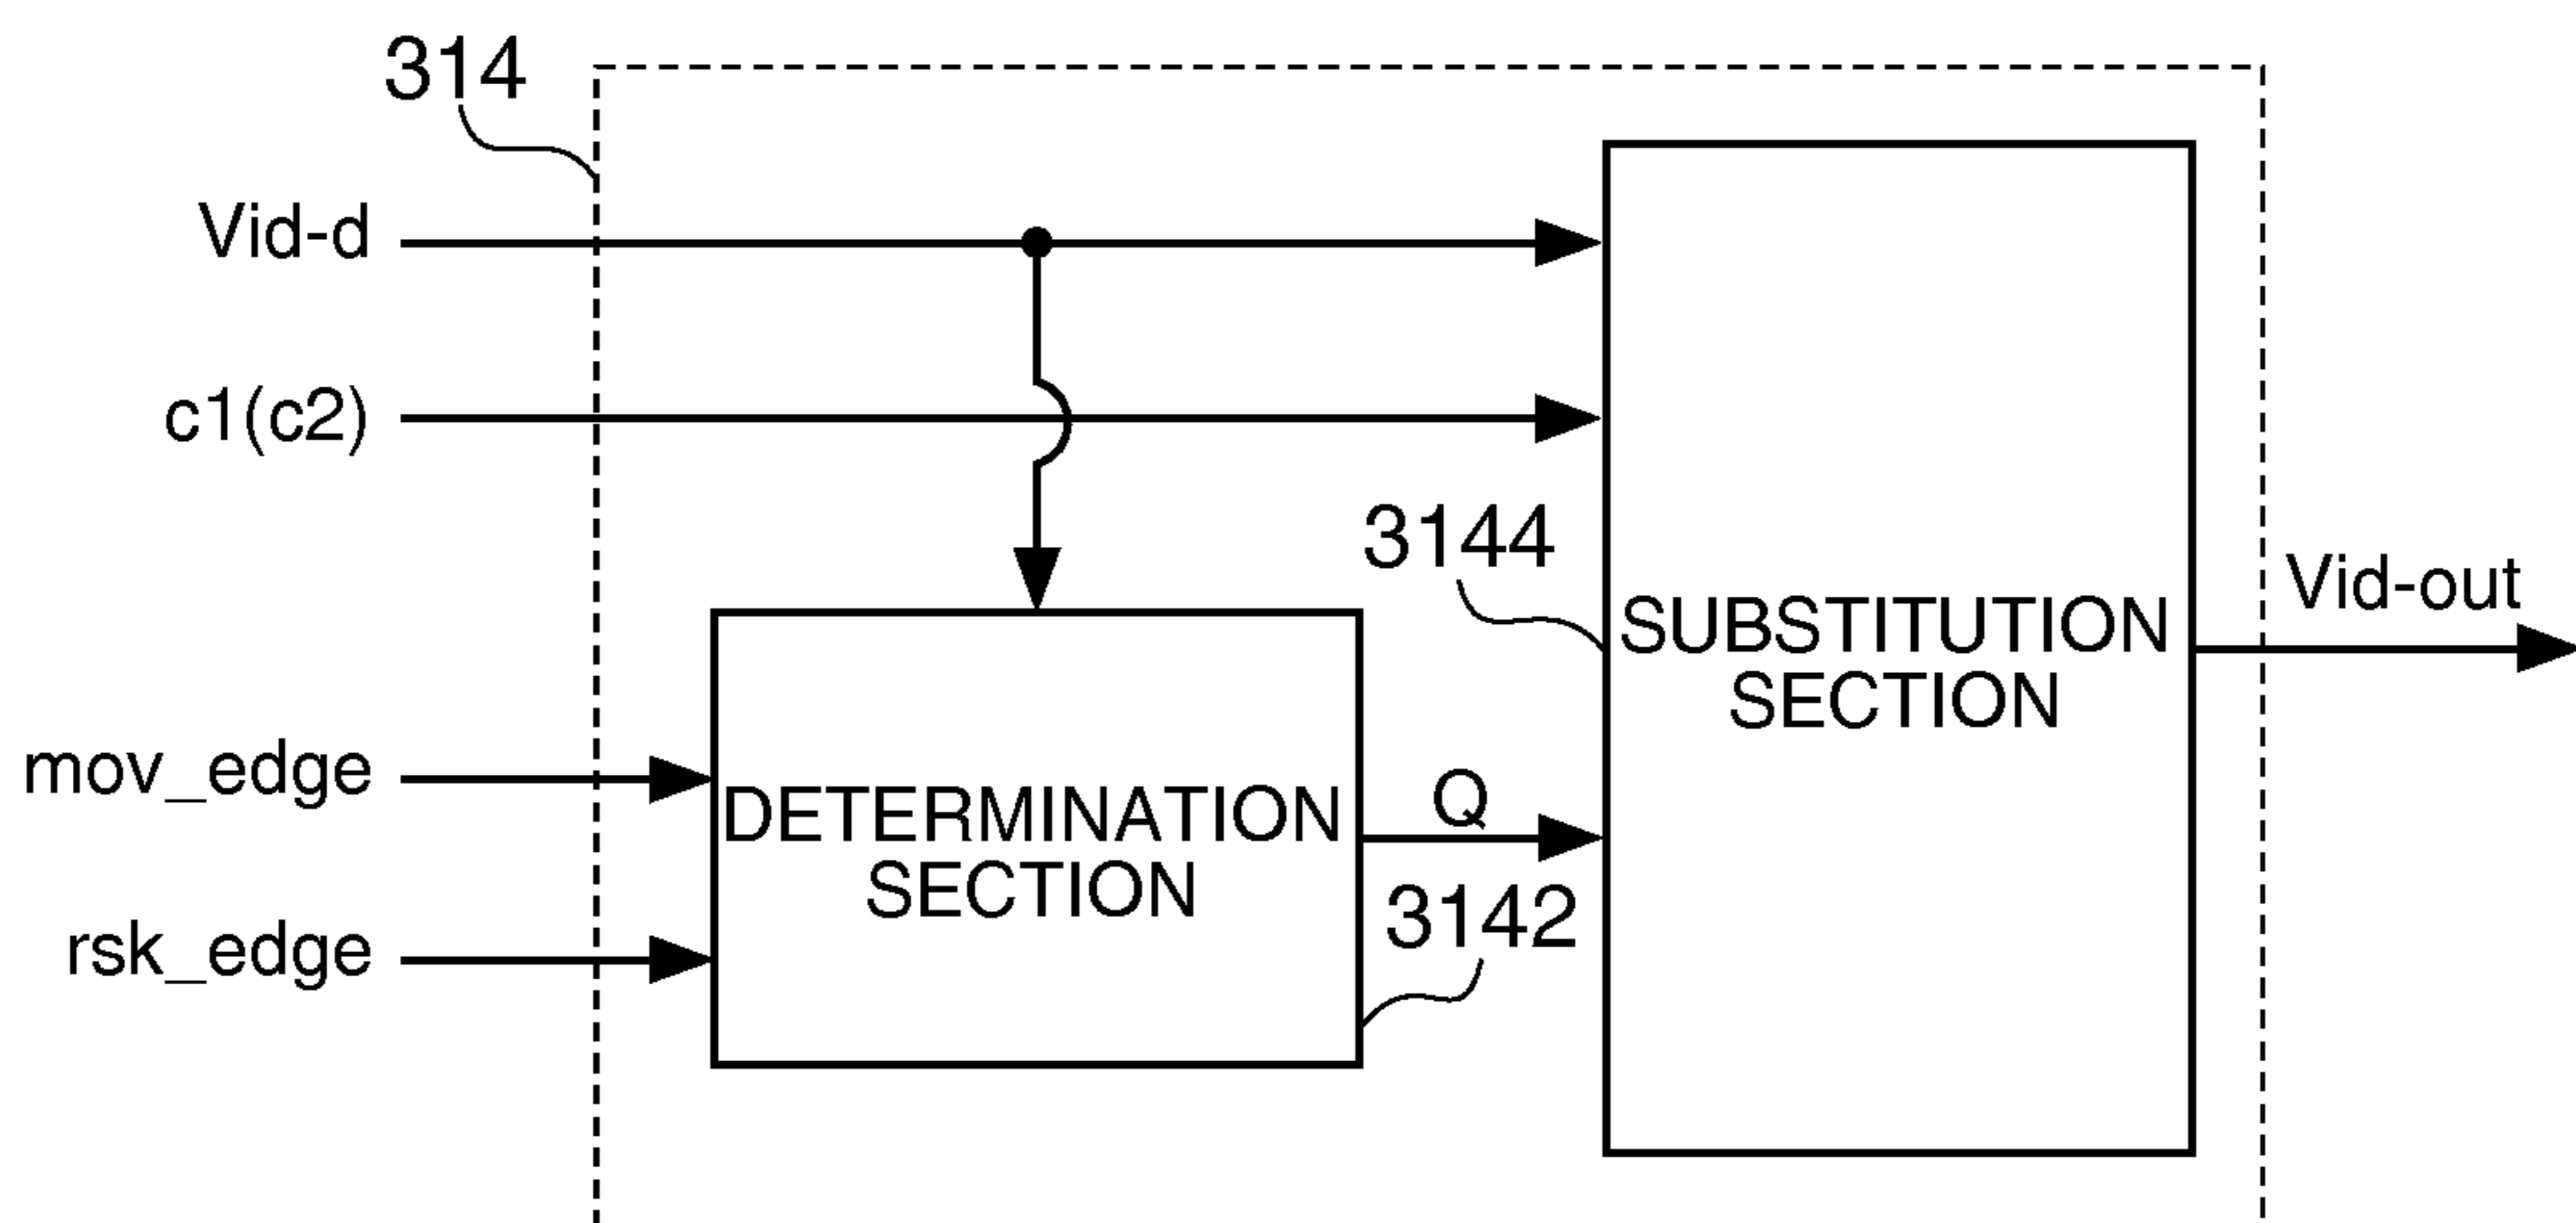 314
Vid-d
c1(c2)
3144
SUBSTITUTION
SECTION
Vid-out
mov_edge
DETERMINATION
SECTION
Q
rsk_edge
3142